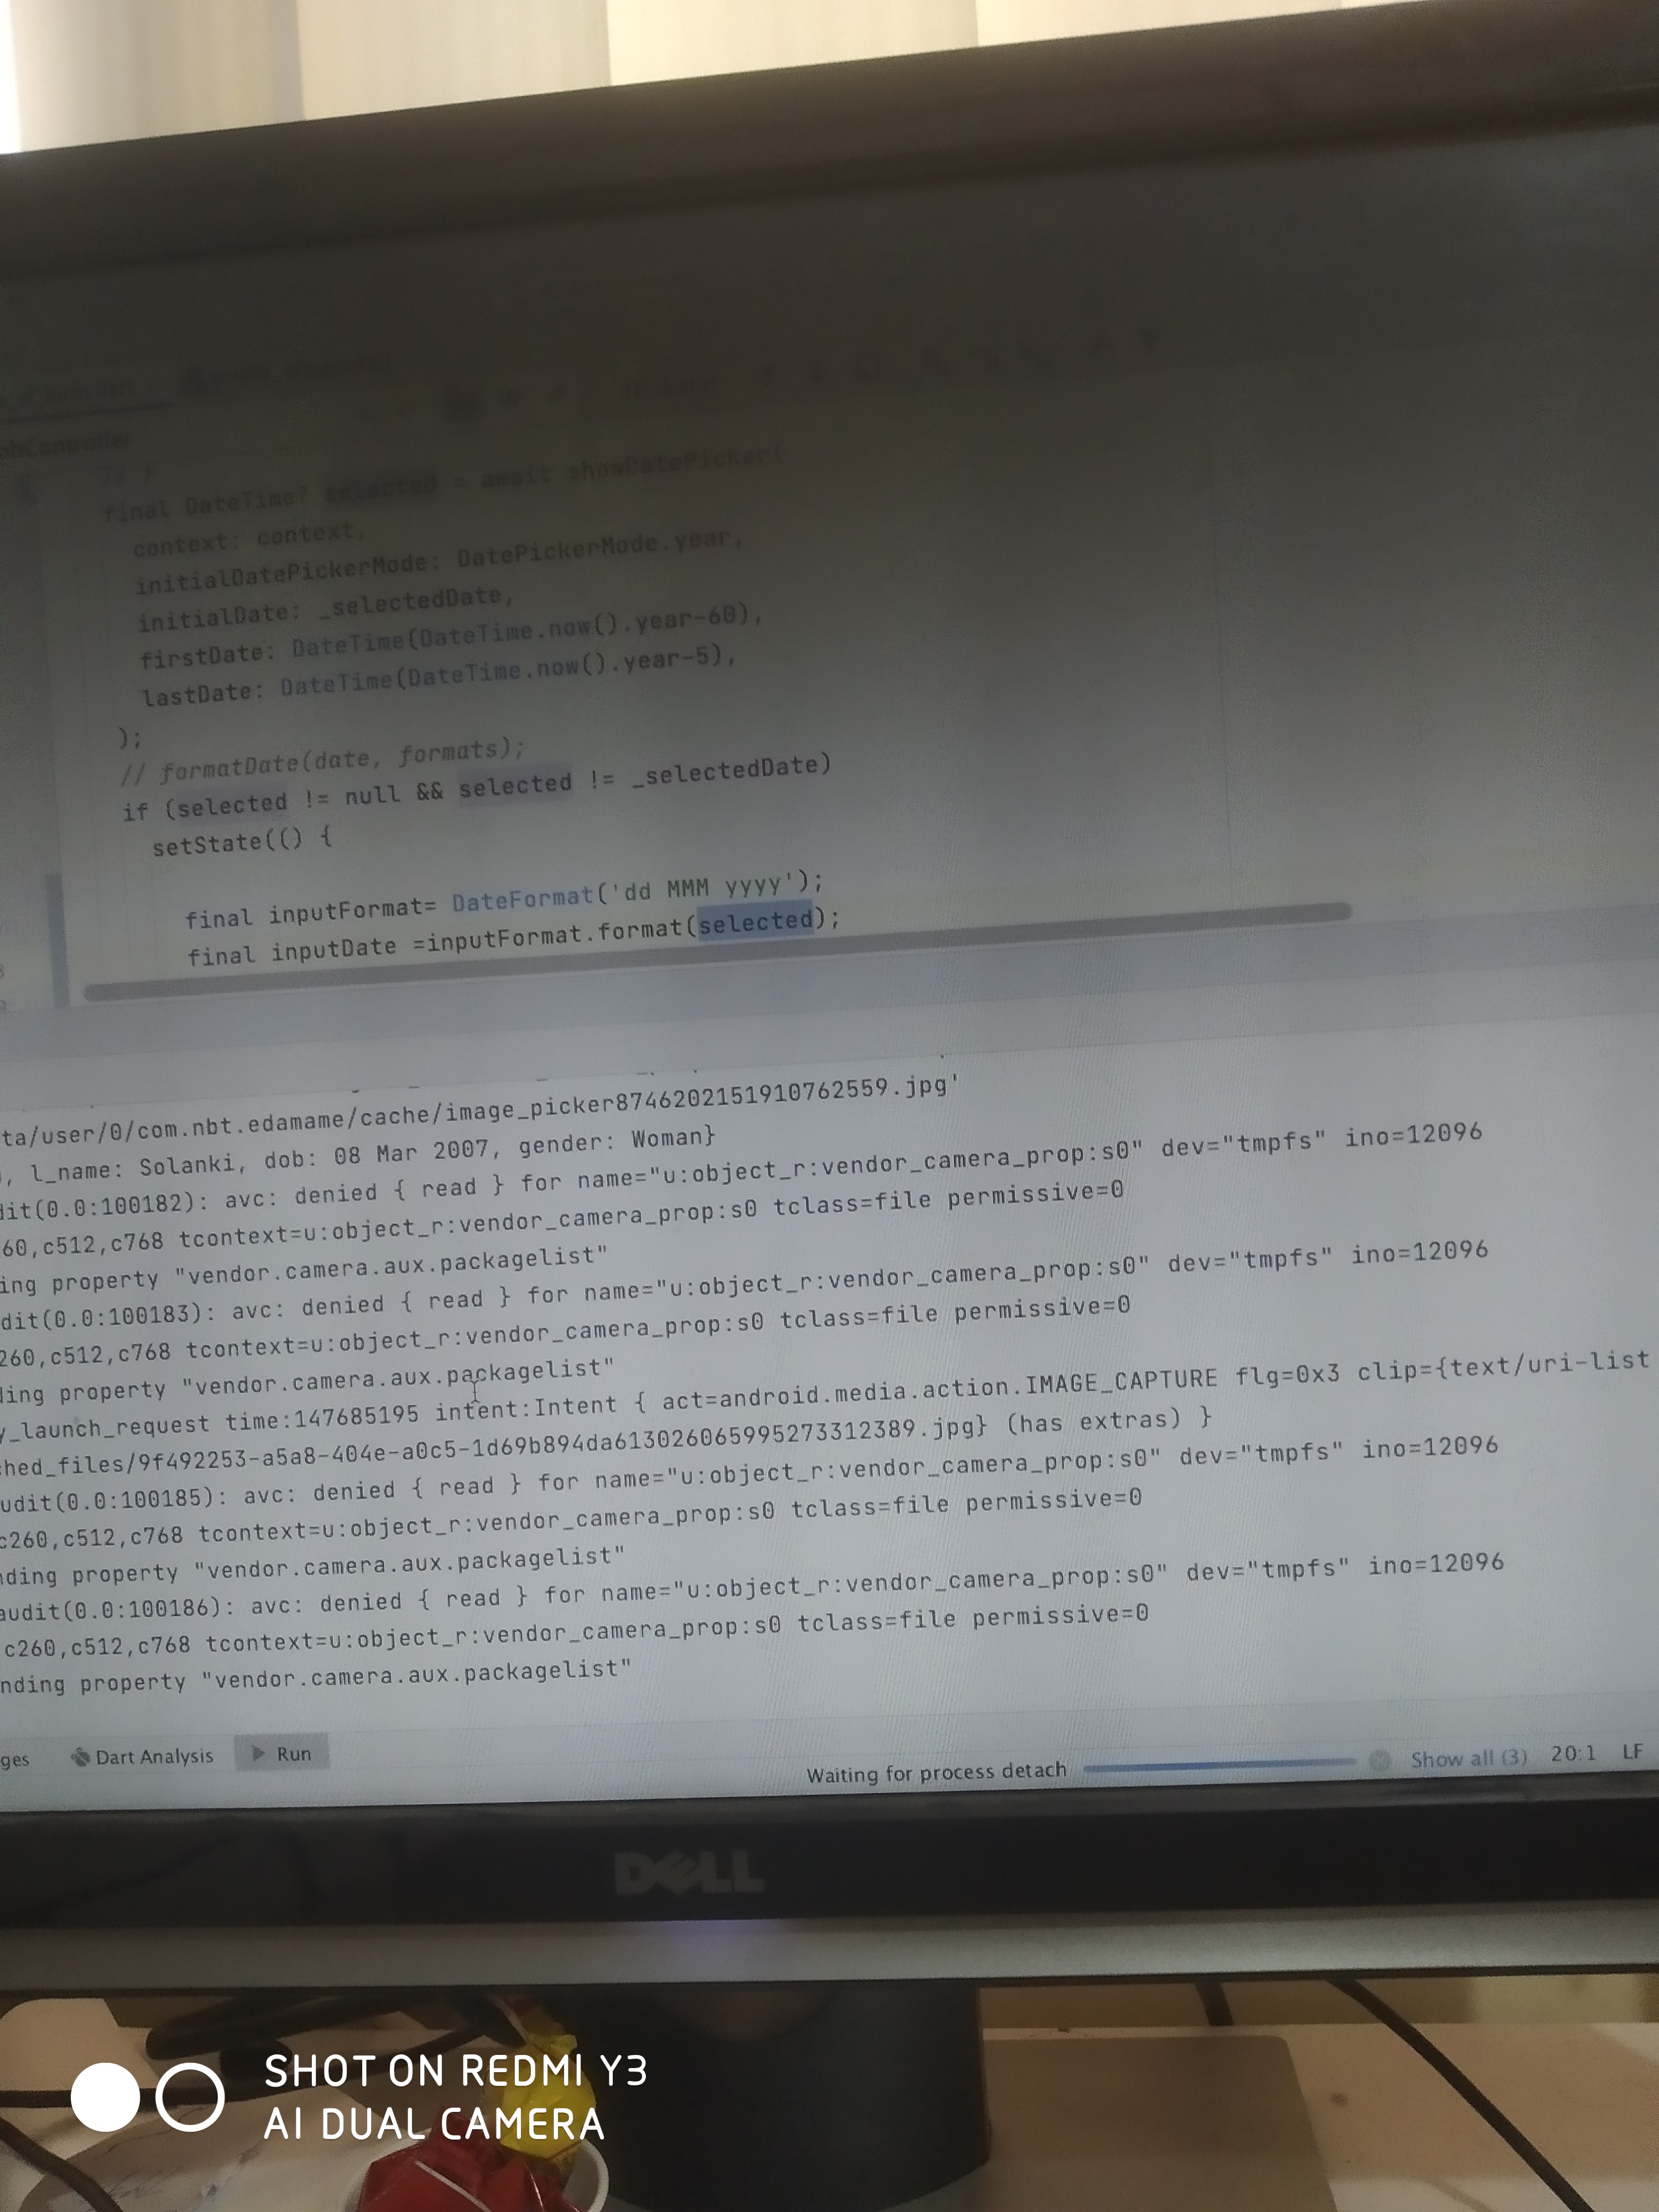 // }
final DateTime? selected = await showDatePicker(
context: context,
initialDatePickerMode: DatePickerMode.year,
initialDate: _selectedDate,
firstDate: DateTime(DateTime.now().year-60),
lastDate: DateTime(DateTime.now().year-5),
);
// formatDate(date, formats);
if (selected != null && selected != _selectedDate)
setState(() {
final inputFormat= DateFormat('dd MMM yyyy');
final inputDate =inputFormat.format(selected);
ta/user/0/com.nbt.edamame/cache/image_picker8746202151910762559.jpg'
, l_name: Solanki, dob: 08 Mar 2007, gender: Woman}
dit(0.0:100182): avc: denied { read } for name="u:object_r:vendor_camera_prop:s0" dev="tmpfs" ino=12096
60,c512,c768 tcontext=u:object_r:vendor_camera_prop:s0 tclass=file permissive=0
ing property "vendor.camera.aux.packagelist"
dit(0.0:100183): avc: denied { read } for name="u:object_r:vendor_camera_prop:s0" dev="tmpfs" ino=12096
260,c512,c768 tcontext=u:object_r:vendor_camera_prop:s0 tclass=file permissive=0
ding property "vendor.camera.aux.packagelist"
y_launch_request time:147685195 intent:Intent { act=android.media.action.IMAGE_CAPTURE flg=0x3 clip={text/uri-list
ched_files/9f492253-a5a8-404e-a0c5-1d69b894da613026065995273312389.jpg} (has extras) }
udit(0.0:100185): avc: denied { read } for name="u:object_r:vendor_camera_prop:s0" dev="tmpfs" ino=12096
c260,c512,c768 tcontext=u:object_r:vendor_camera_prop:s0 tclass=file permissive=0
nding property "vendor.camera.aux.packagelist"
audit(0.0:100186): avc: denied { read } for name="u:object_r:vendor_camera_prop:s0" dev="tmpfs" ino=12096
c260,c512,c768 tcontext=u:object_r:vendor_camera_prop:s0 tclass=file permissive=0
nding property "vendor.camera.aux.packagelist"
ges Dart Analysis Run
Waiting for process detach Show all (3) 20:1 LF
DELL
SHOT ON REDMI Y3
AI DUAL CAMERA